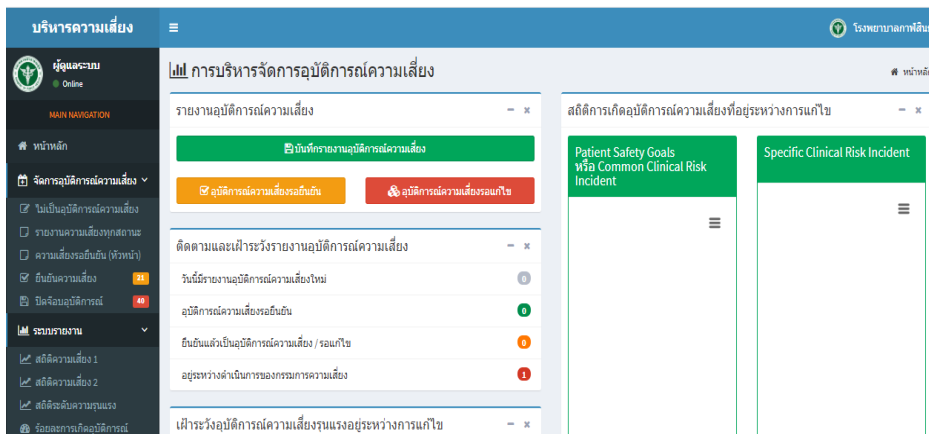 บริหารความเสี่ยง
ผู้ดูแลระบบ
Online
MAIN NAVIGATION
หน้าหลัก
จัดการอุบัติการณ์ความเสี่ยง
ไม่เป็นอุบัติการณ์ความเสี่ยง
รายงานความเสี่ยงทุกสถานะ
ความเสี่ยงรอยืนยัน (หัวหน้า)
ยืนยันความเสี่ยง 21
ปิดจ๊อบอุบัติการณ์ 40
ระบบรายงาน
สถิติความเสี่ยง 1
สถิติความเสี่ยง 2
สถิติระดับความรุนแรง
ร้อยละการเกิดอุบัติการณ์
โรงพยาบาลกาฬสินธุ
การบริหารจัดการอุบัติการณ์ความเสี่ยง
หน้าหลัก
รายงานอุบัติการณ์ความเสี่ยง
บันทึกรายงานอุบัติการณ์ความเสี่ยง
อุบัติการณ์ความเสี่ยงรอยืนยัน
อุบัติการณ์ความเสี่ยงรอแก้ไข
ติดตามและเฝ้าระวังรายงานอุบัติการณ์ความเสี่ยง
วันนี้มีรายงานอุบัติการณ์ความเสี่ยงใหม่ 0
อุบัติการณ์ความเสี่ยงรอยืนยัน 0
ยืนยันแล้วเป็นอุบัติการณ์ความเสี่ยง / รอแก้ไข 0
อยู่ระหว่างดำเนินการของกรรมการความเสี่ยง 1
เฝ้าระวังอุบัติการณ์ความเสี่ยงรุนแรงอยู่ระหว่างการแก้ไข
สถิติการเกิดอุบัติการณ์ความเสี่ยงที่อยู่ระหว่างการแก้ไข
Patient Safety Goals
หรือ Common Clinical Risk
Incident
Specific Clinical Risk Incident